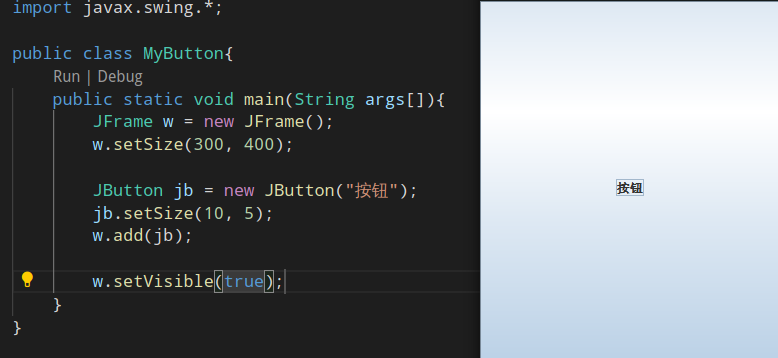 import javax.swing.*;
public class MyButton{
Run | Debug
public static void main(String args[]){
JFrame w = new JFrame();
w.setSize(300, 400);
JButton jb = new JButton("按钮");
jb.setSize(10, 5);
w.add(jb);
w.setVisible(true);
}
}
按钮